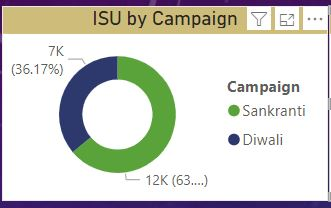 ISU by Campaign
7K
(36.17%)
Campaign
Sankranti
Diwali
12K (63....)